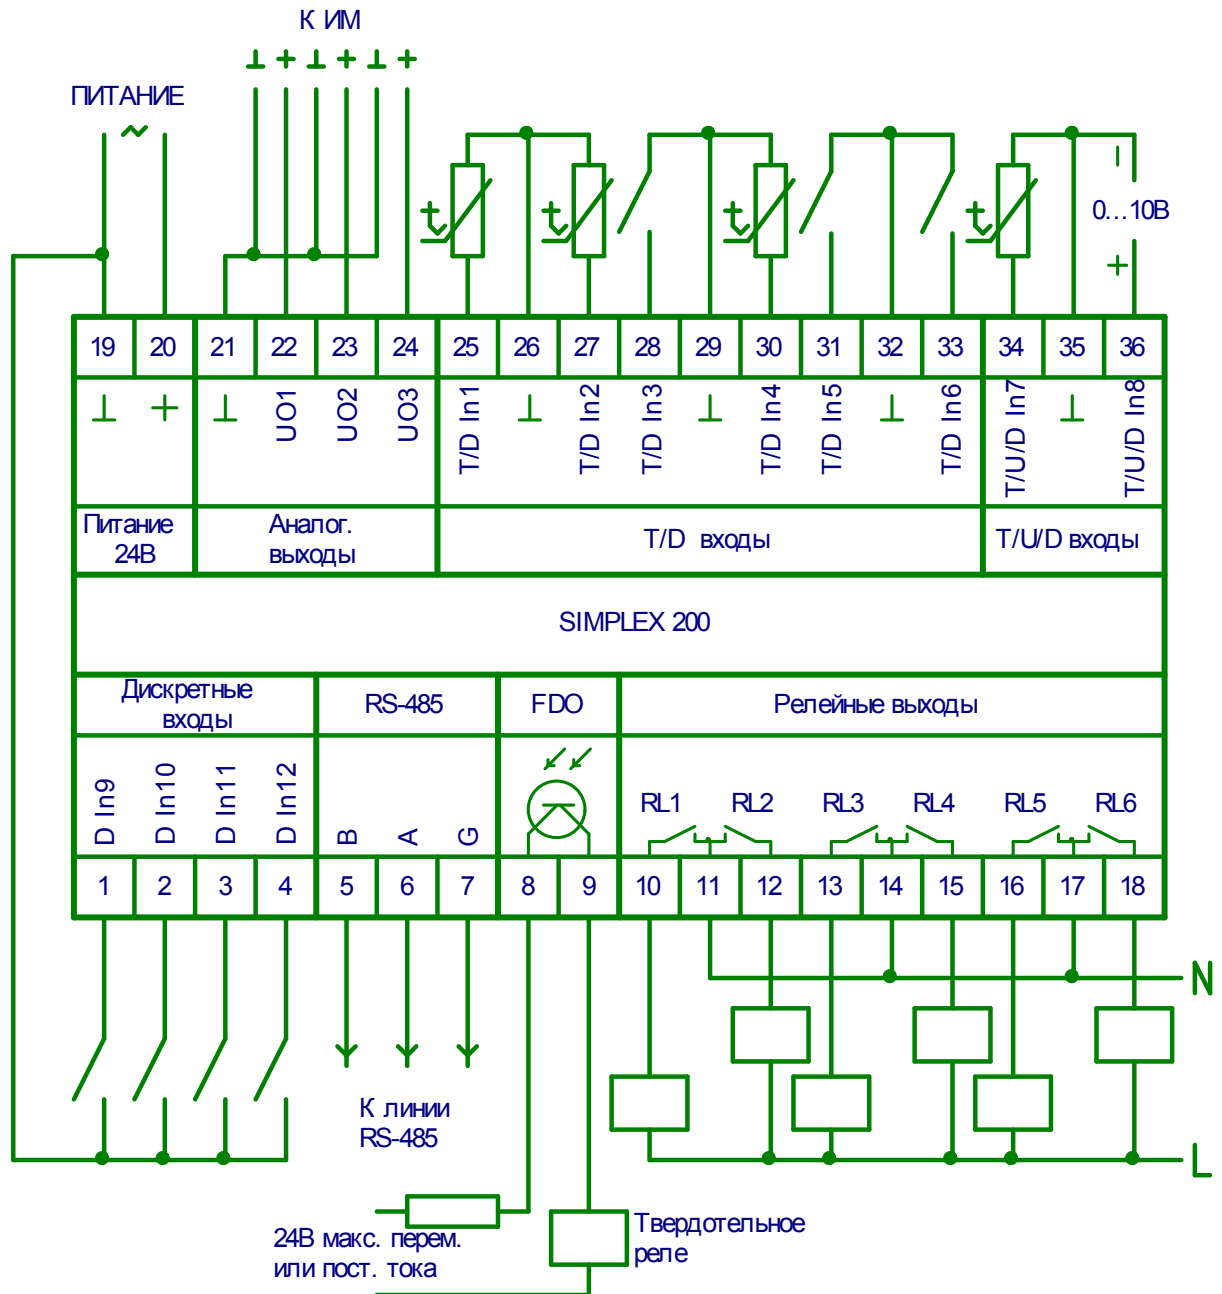 К ИМ
⊥ + ⊥ + ⊥ +
ПИТАНИЕ
~
–
0...10В
+
19 20 21 22 23 24 25 26 27 28 29 30 31 32 33 34 35 36
⊥ + ⊥ UO1 UO2 UO3 T/D In1 ⊥ T/D In2 T/D In3 ⊥ T/D In4 T/D In5 ⊥ T/D In6 T/U/D In7 ⊥ T/U/D In8
Питание
24В
Аналог.
выходы
T/D входы
T/U/D входы
SIMPLEX 200
Дискретные
входы
RS-485
FDO
Релейные выходы
D In9 D In10 D In11 D In12 B A G
RL1 RL2 RL3 RL4 RL5 RL6
1 2 3 4 5 6 7 8 9 10 11 12 13 14 15 16 17 18
N
К линии
RS-485
L
24В макс. перем.
или пост. тока
Твердотельное
реле